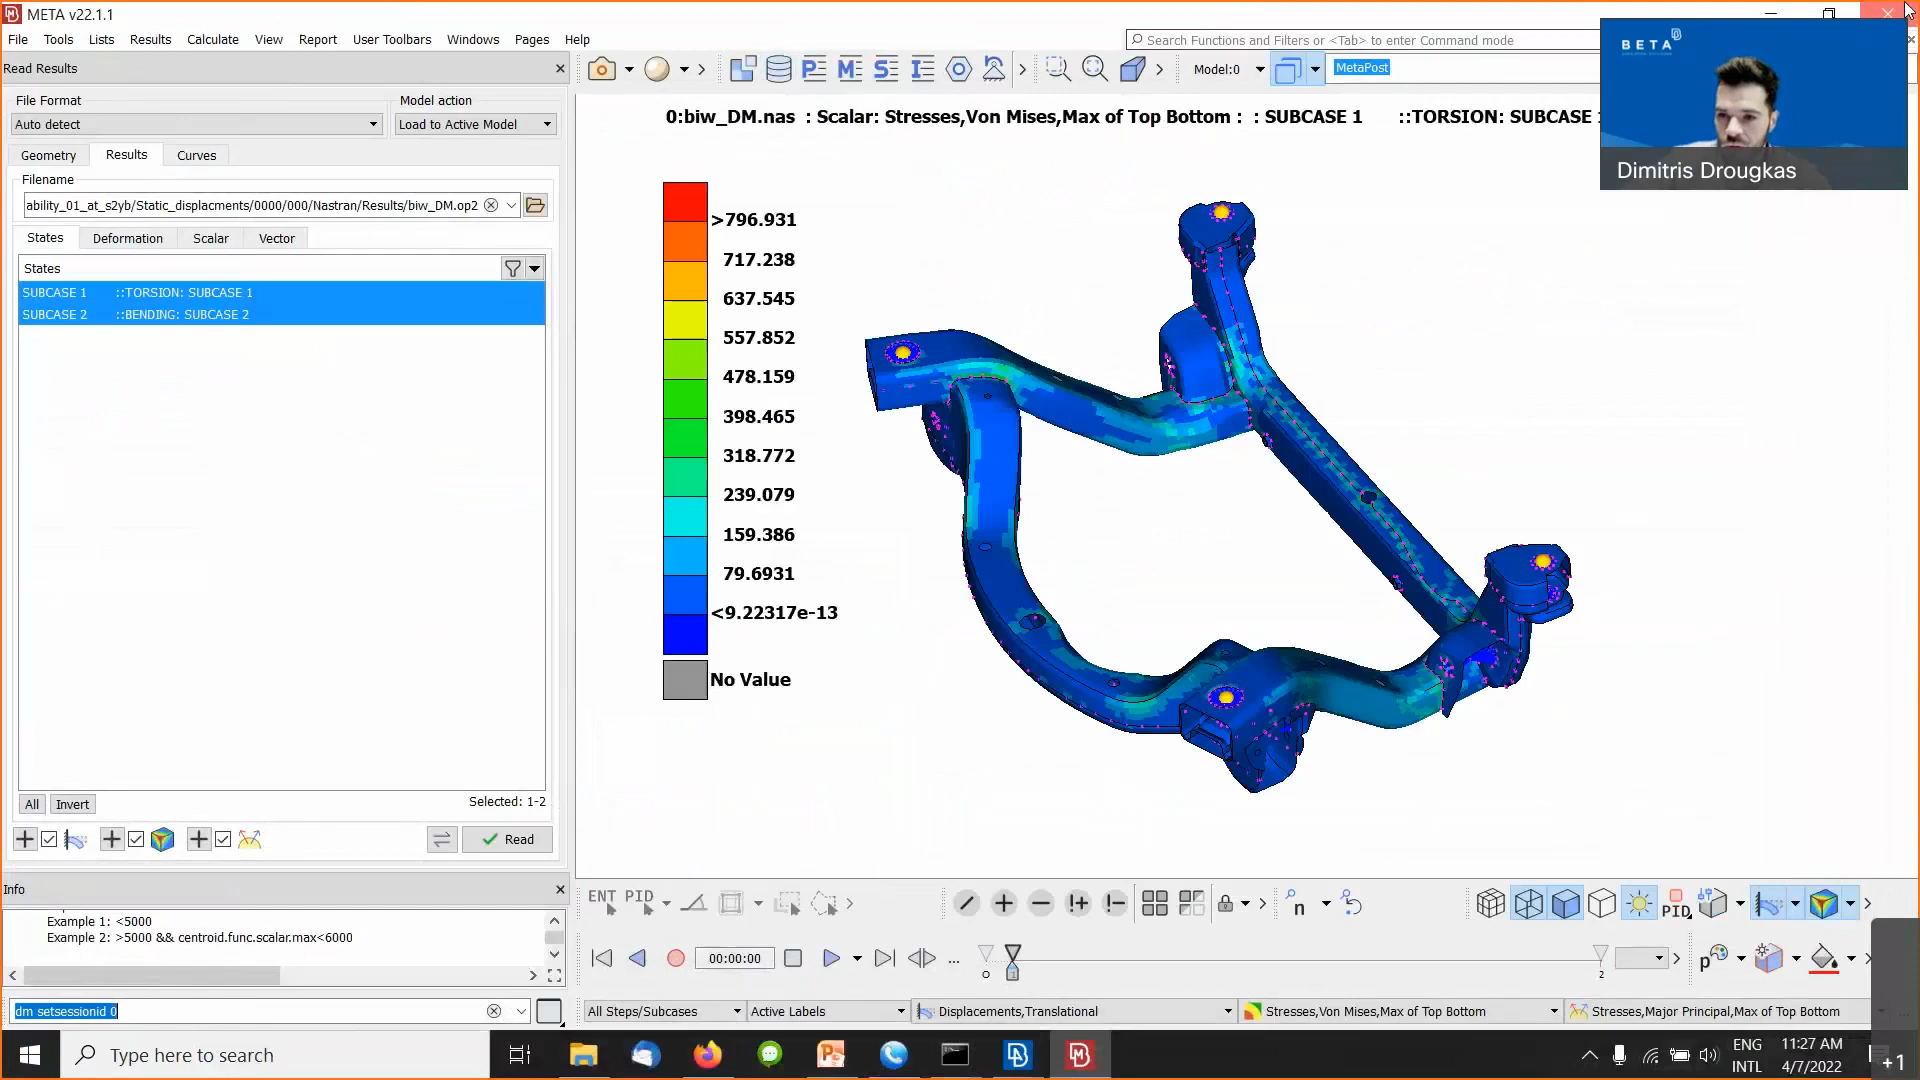 META v22.1.1
File Tools Lists Results Calculate View Report User Toolbars Windows Pages Help
Search Functions and Filters or <Tab> to enter Command mode
BETA
Dimitris Drougkas
Read Results
Model:0
MetaPost
File Format
Model action
Auto detect
Load to Active Model
Geometry Results Curves
Filename
ability_01_at_s2yb/Static_displacments/0000/000/Nastran/Results/biw_DM.op2
States Deformation Scalar Vector
States
SUBCASE 1 ::TORSION: SUBCASE 1
SUBCASE 2 ::BENDING: SUBCASE 2
All Invert
Selected: 1-2
Read
0:biw_DM.nas : Scalar: Stresses,Von Mises,Max of Top Bottom : : SUBCASE 1 ::TORSION: SUBCASE
>796.931
717.238
637.545
557.852
478.159
398.465
318.772
239.079
159.386
79.6931
<9.22317e-13
No Value
Info
Example 1: <5000
Example 2: >5000 && centroid.func.scalar.max<6000
dm setsessionid 0
ENT PID
n
PID
00:00:00
...
0
1
2
p
All Steps/Subcases
Active Labels
Displacements,Translational
Stresses,Von Mises,Max of Top Bottom
Stresses,Major Principal,Max of Top Bottom
Type here to search
ENG
INTL
11:27 AM
4/7/2022
+1